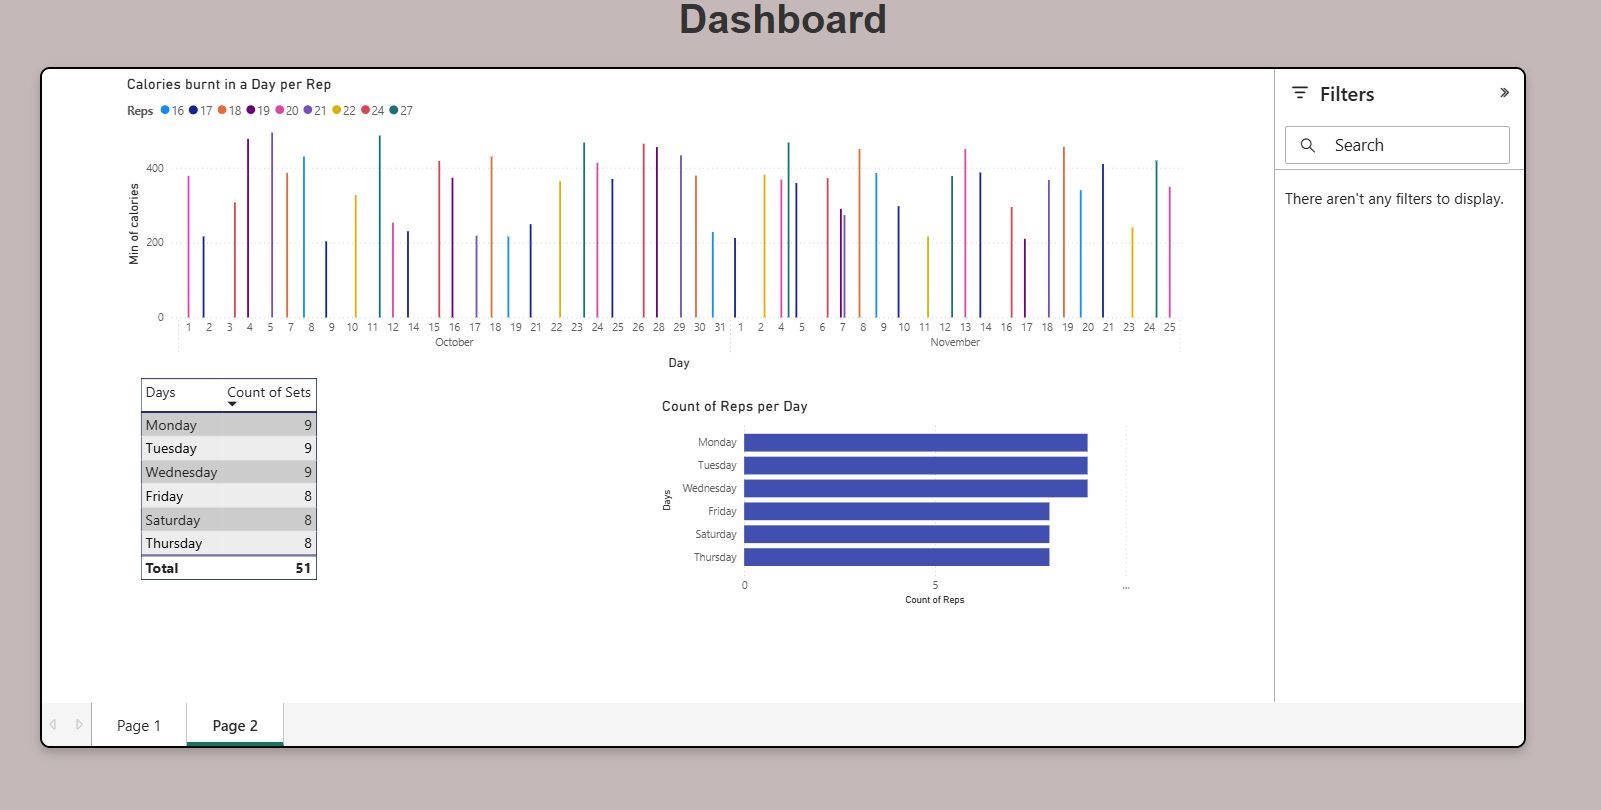 Dashboard
Calories burnt in a Day per Rep
Reps 16 17 18 19 20 21 22 24 27
Min of calories
400
200
0
1 2 3 4 5 7 8 9 10 11 12 14 15 16 17 18 19 21 22 23 24 25 26 28 29 30 31 1 2 4 5 6 7 8 9 10 11 12 13 14 16 17 18 19 20 21 23 24 25
October November
Day
Days Count of Sets
Monday 9
Tuesday 9
Wednesday 9
Friday 8
Saturday 8
Thursday 8
Total 51
Count of Reps per Day
Days
Monday
Tuesday
Wednesday
Friday
Saturday
Thursday
0 5 ...
Count of Reps
Filters
Search
There aren't any filters to display.
Page 1 Page 2